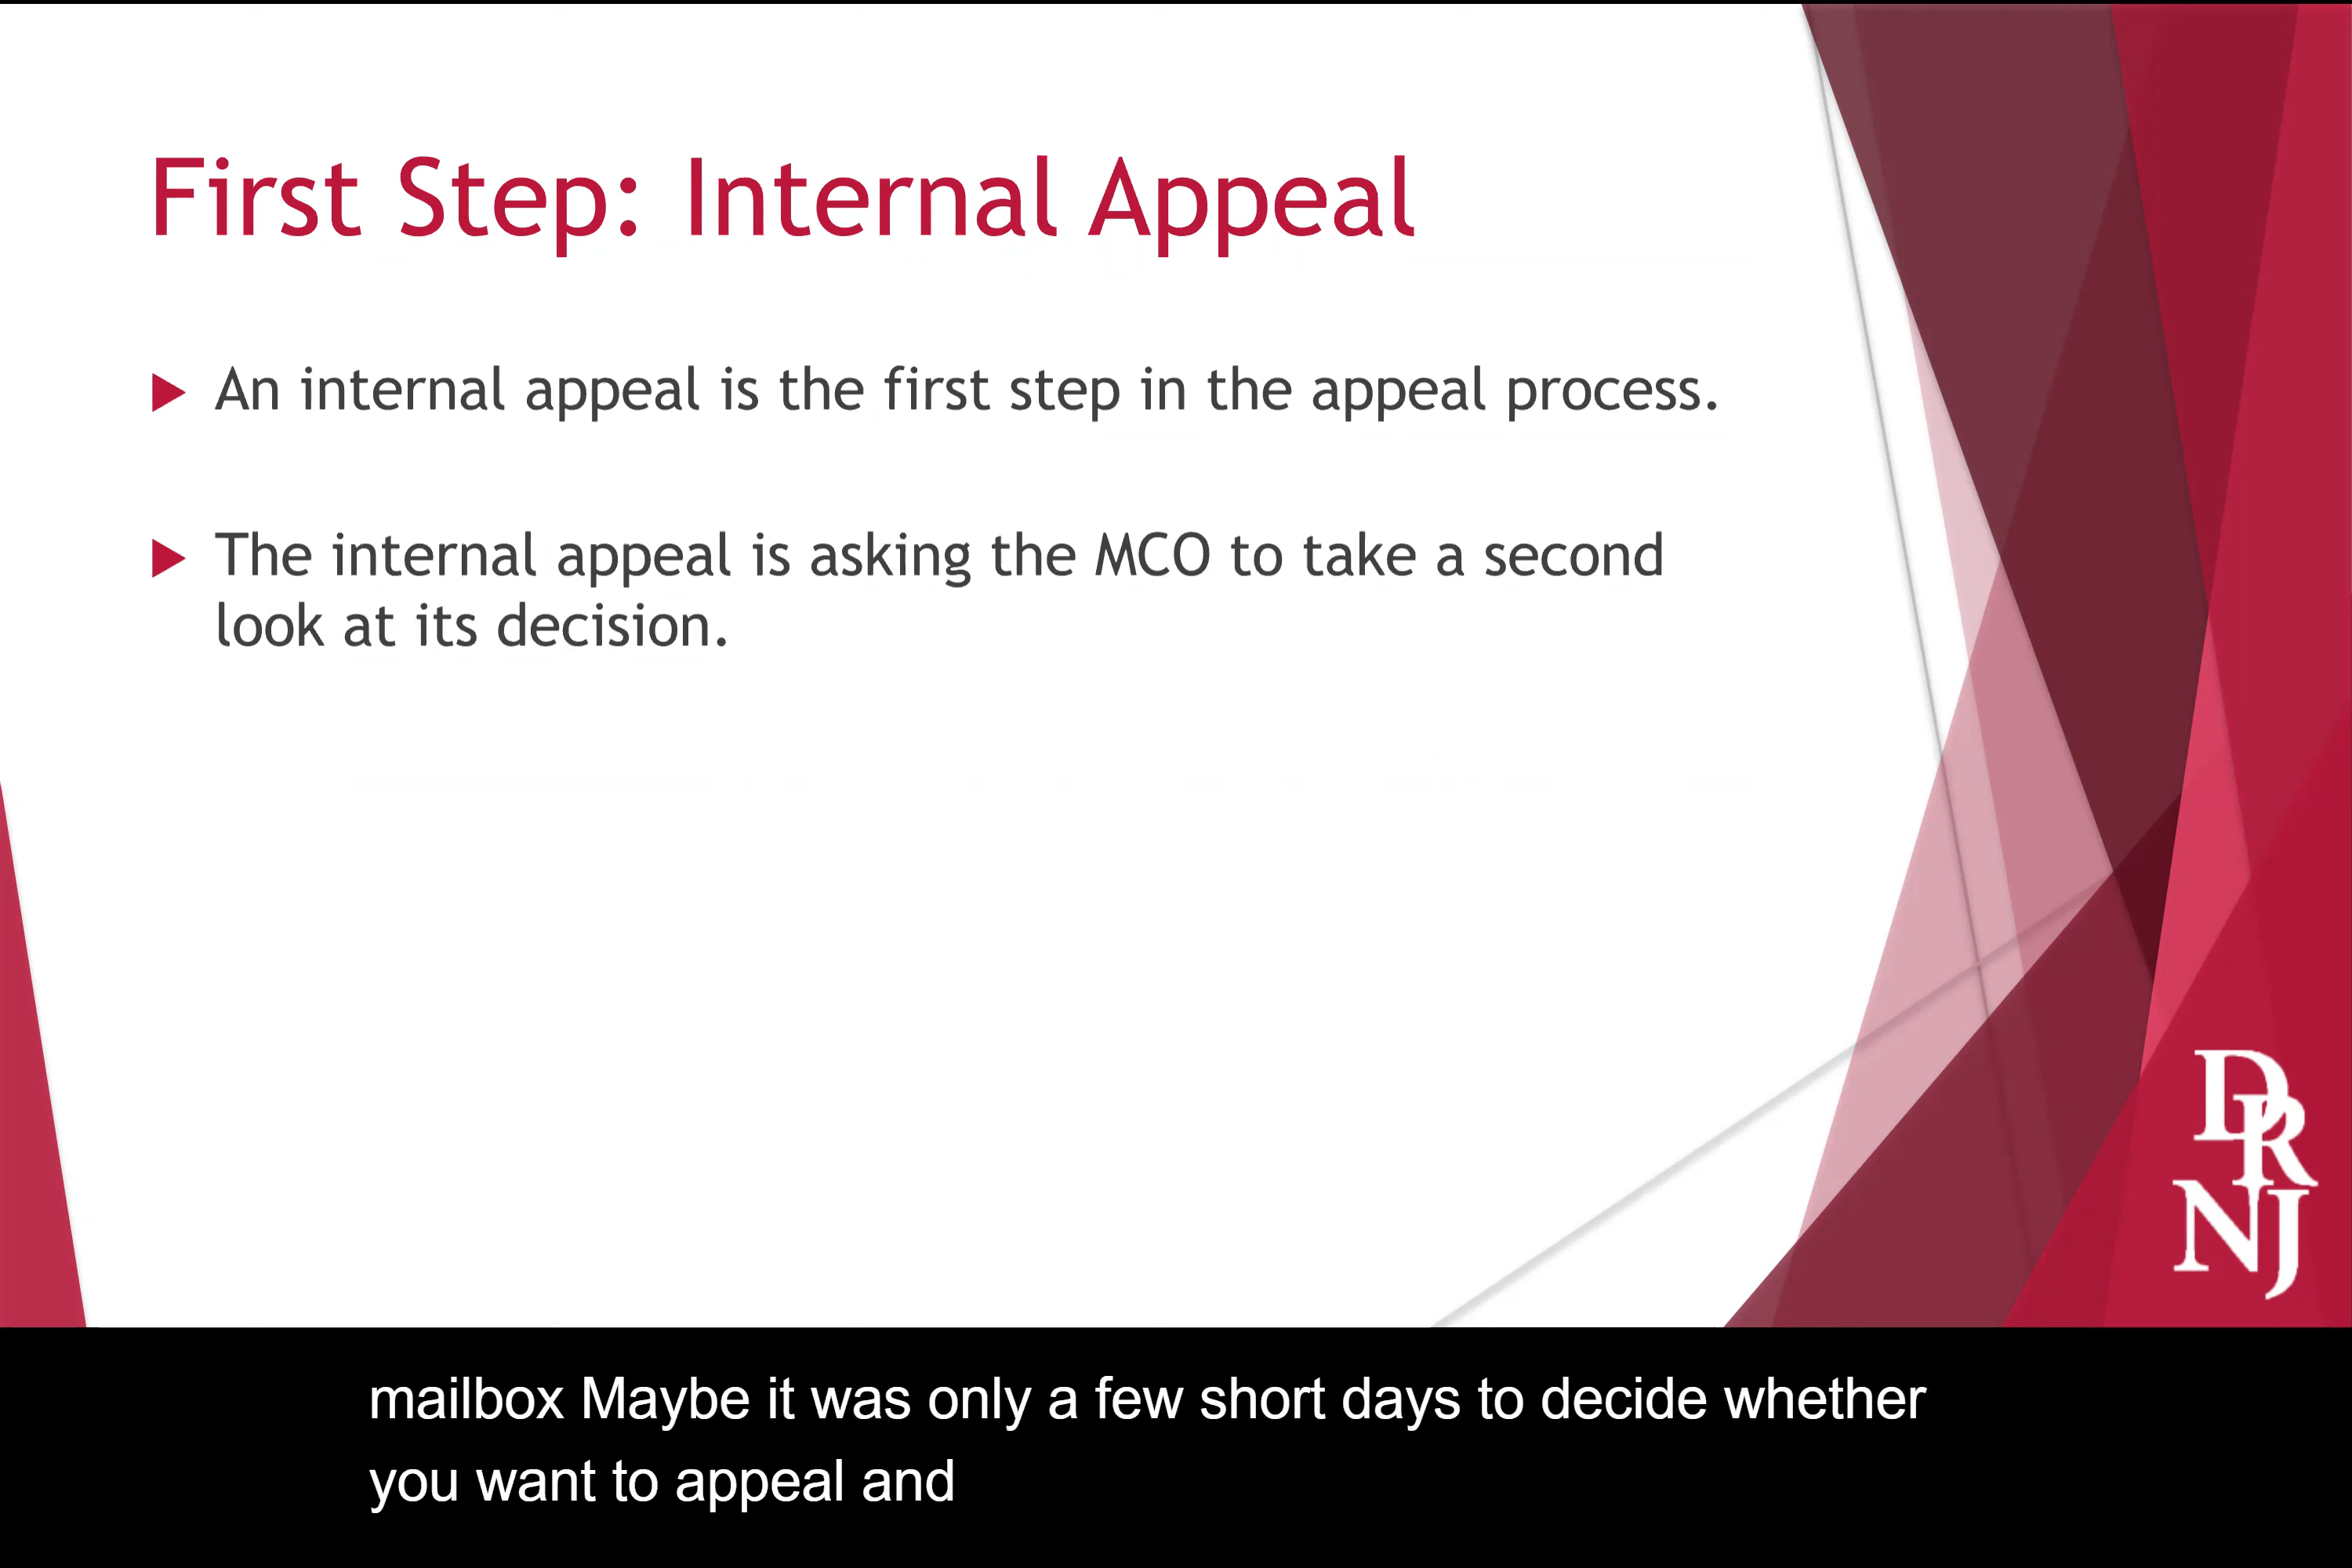 First Step: Internal Appeal
An internal appeal is the first step in the appeal process.
The internal appeal is asking the MCO to take a second
look at its decision.
DR
NJ
mailbox Maybe it was only a few short days to decide whether
you want to appeal and